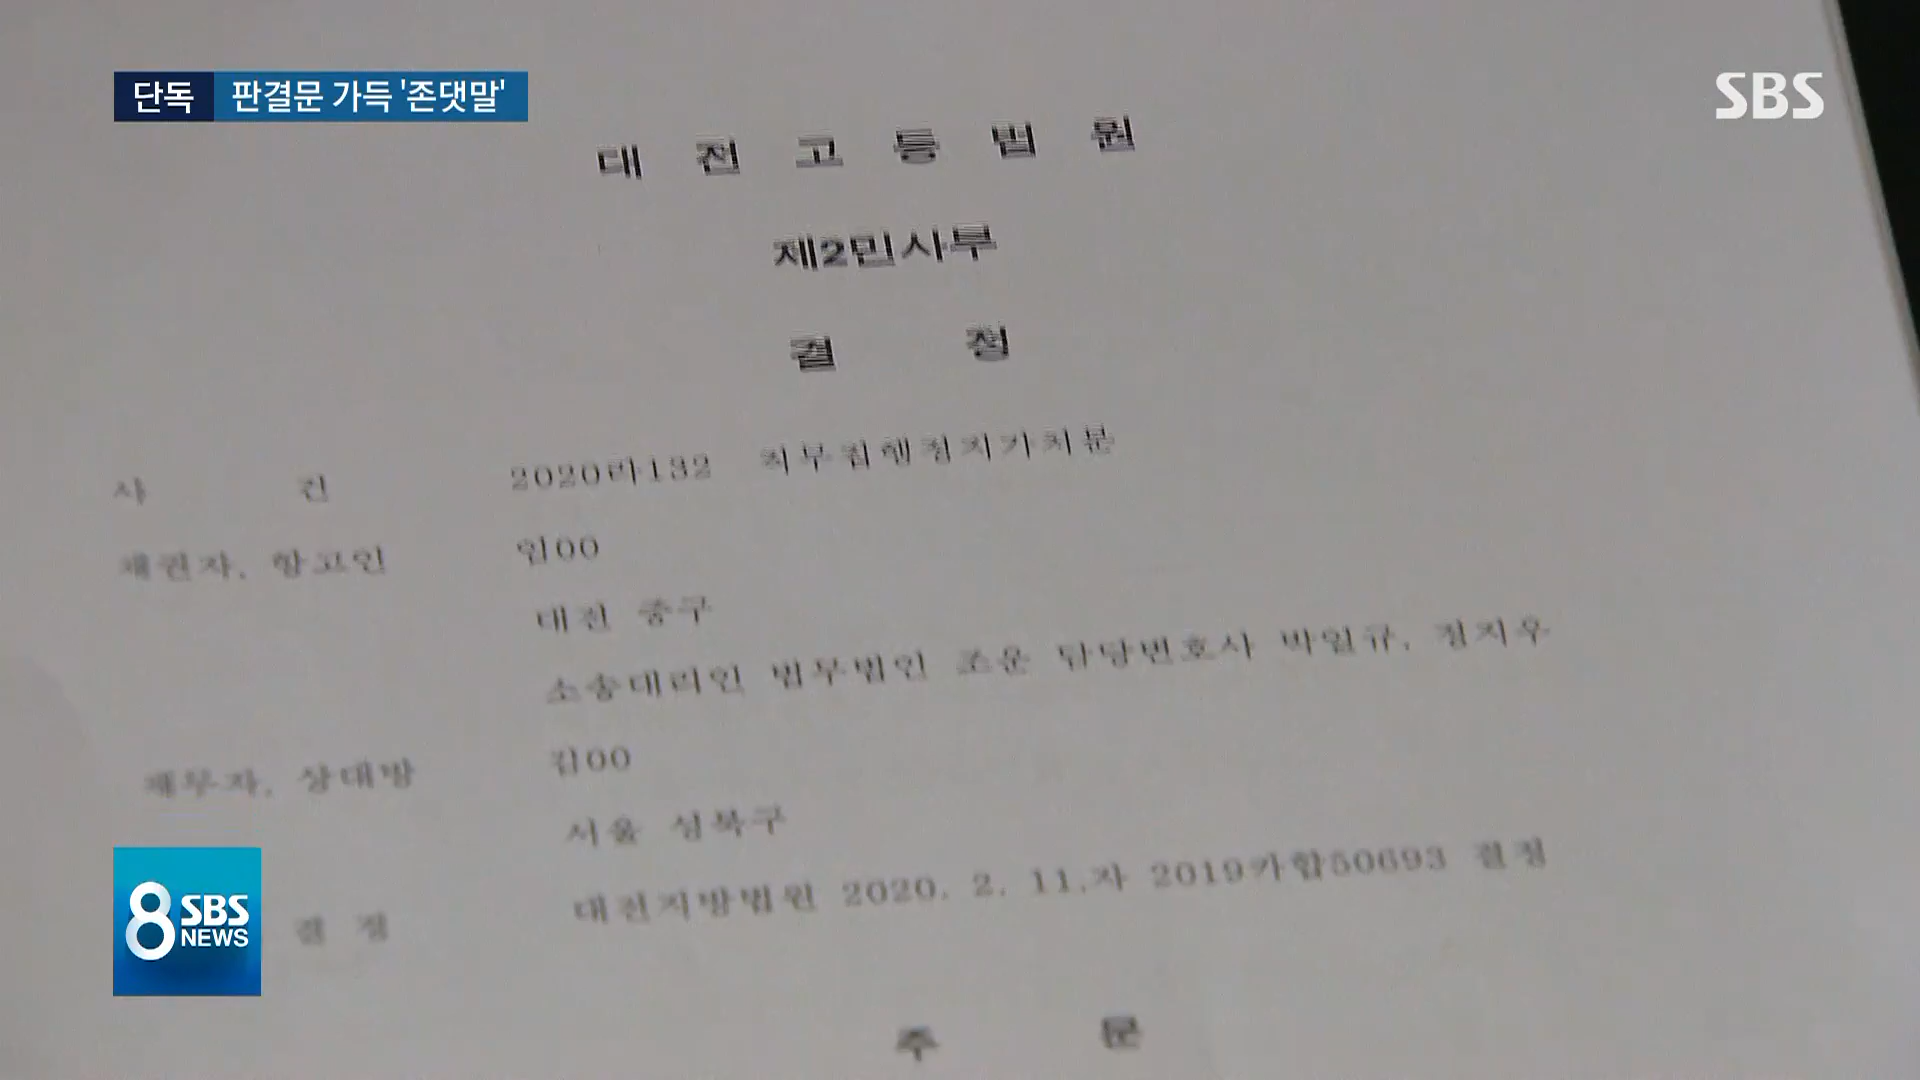 단독 판결문 가득 '존댓말'
SBS
대 전 고 등 법 원
제2민사부
결 정
사 건 2020라132 직무집행정지가처분
채권자, 항고인 임00
대전 중구
소송대리인 법무법인 조운 담당변호사 박일규, 정지우
채무자, 상대방 김00
서울 성북구
결 정 대전지방법원 2020. 2. 11.자 2019카합50693 결정
8 SBS NEWS
주 문